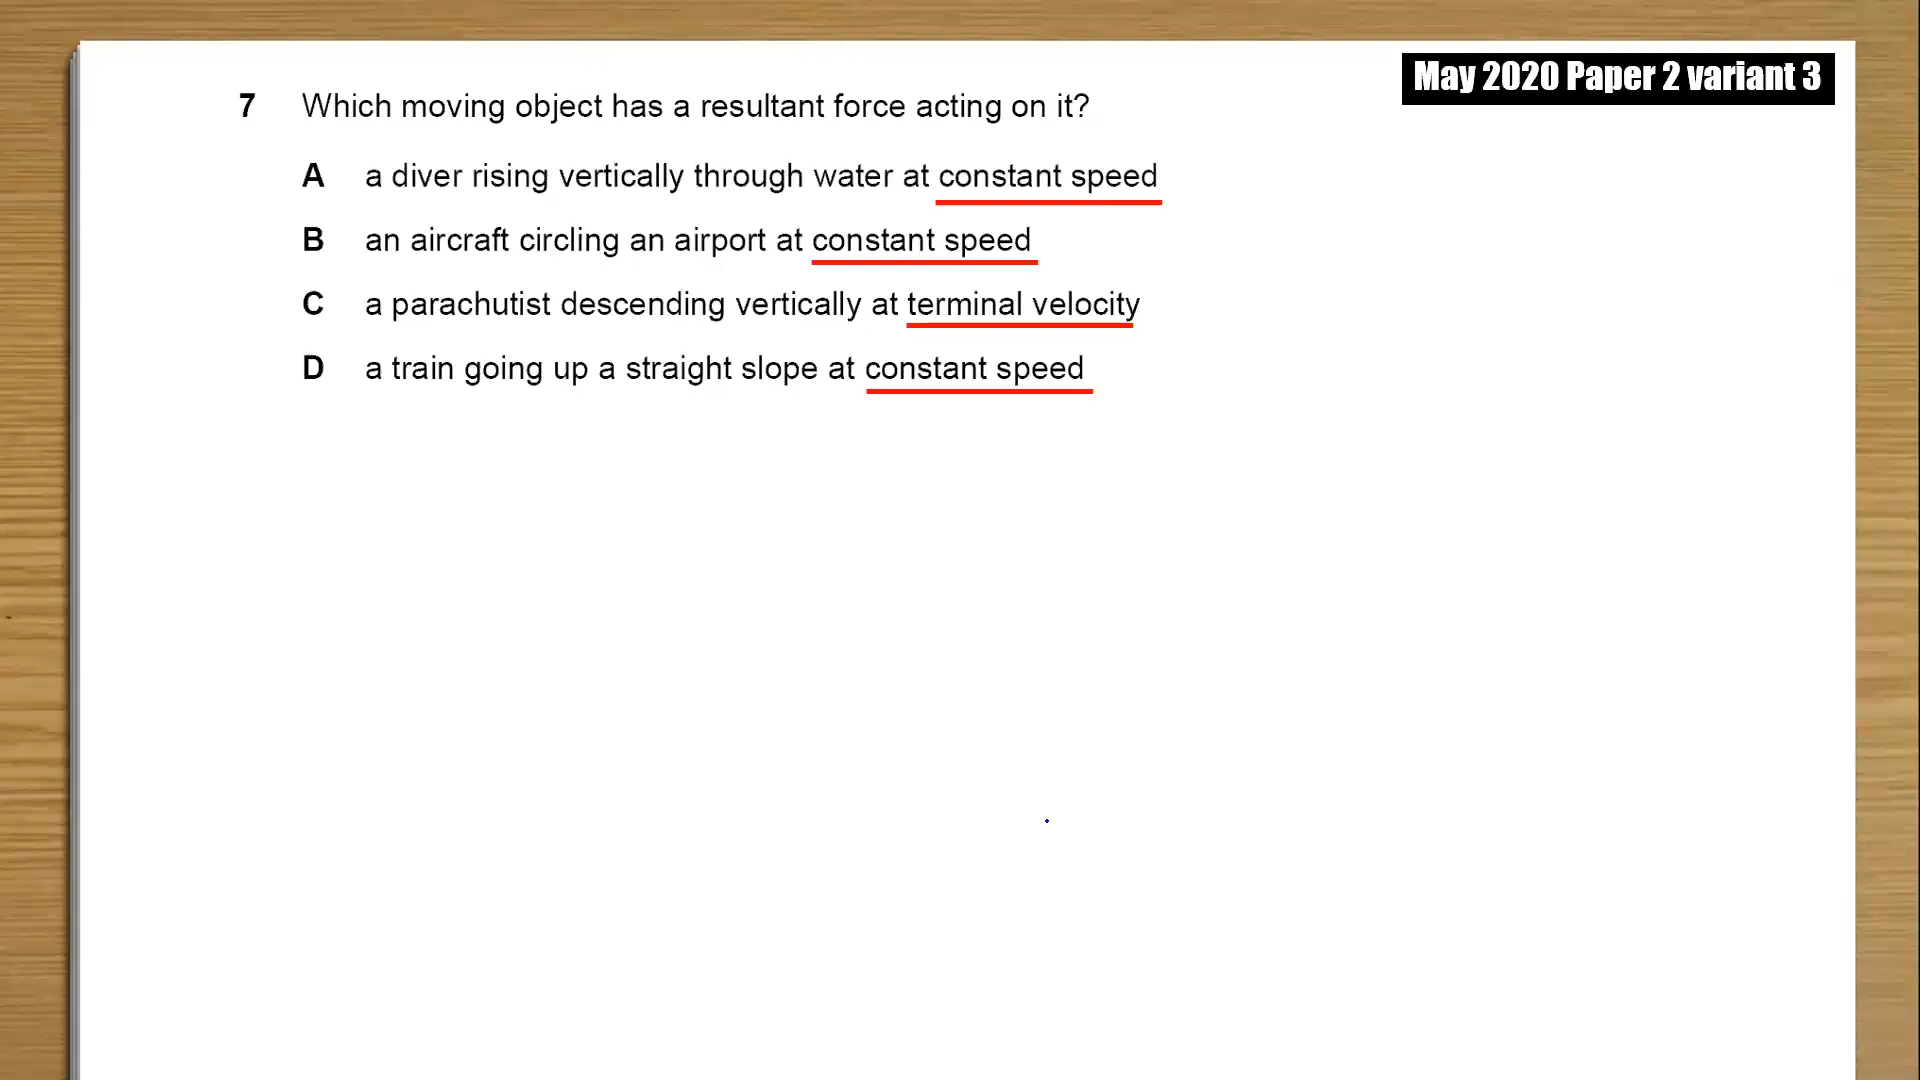 May 2020 Paper 2 variant 3
7 Which moving object has a resultant force acting on it?
A a diver rising vertically through water at constant speed
B an aircraft circling an airport at constant speed
C a parachutist descending vertically at terminal velocity
D a train going up a straight slope at constant speed